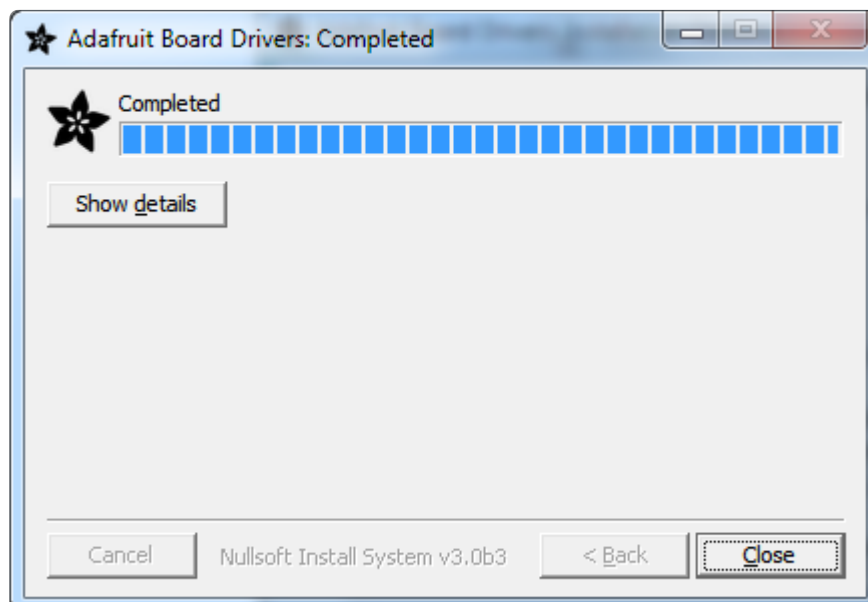 Adafruit Board Drivers: Completed
Completed
Show details
Cancel
Nullsoft Install System v3.0b3
< Back
Close